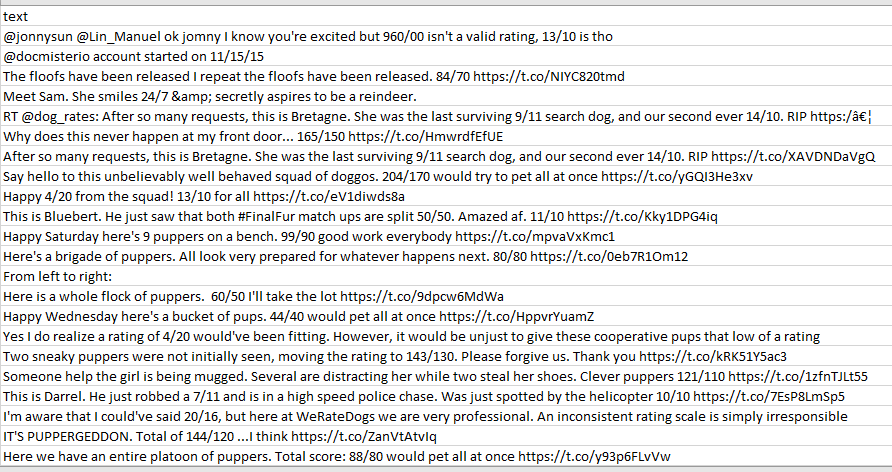 text
@jonnysun @Lin_Manuel ok jomny I know you're excited but 960/00 isn't a valid rating, 13/10 is tho
@docmisterio account started on 11/15/15
The floofs have been released I repeat the floofs have been released. 84/70 https://t.co/NIYC820tmd
Meet Sam. She smiles 24/7 &amp; secretly aspires to be a reindeer.
RT @dog_rates: After so many requests, this is Bretagne. She was the last surviving 9/11 search dog, and our second ever 14/10. RIP https:/â€¦
Why does this never happen at my front door... 165/150 https://t.co/HmwrdfEfUE
After so many requests, this is Bretagne. She was the last surviving 9/11 search dog, and our second ever 14/10. RIP https://t.co/XAVDNDaVgQ
Say hello to this unbelievably well behaved squad of doggos. 204/170 would try to pet all at once https://t.co/yGQI3He3xv
Happy 4/20 from the squad! 13/10 for all https://t.co/eV1diwds8a
This is Bluebert. He just saw that both #FinalFur match ups are split 50/50. Amazed af. 11/10 https://t.co/Kky1DPG4iq
Happy Saturday here's 9 puppers on a bench. 99/90 good work everybody https://t.co/mpvaVxKmc1
Here's a brigade of puppers. All look very prepared for whatever happens next. 80/80 https://t.co/0eb7R1Om12
From left to right:
Here is a whole flock of puppers.  60/50 I'll take the lot https://t.co/9dpcw6MdWa
Happy Wednesday here's a bucket of pups. 44/40 would pet all at once https://t.co/HppvrYuamZ
Yes I do realize a rating of 4/20 would've been fitting. However, it would be unjust to give these cooperative pups that low of a rating
Two sneaky puppers were not initially seen, moving the rating to 143/130. Please forgive us. Thank you https://t.co/kRK51Y5ac3
Someone help the girl is being mugged. Several are distracting her while two steal her shoes. Clever puppers 121/110 https://t.co/1zfnTJLt55
This is Darrel. He just robbed a 7/11 and is in a high speed police chase. Was just spotted by the helicopter 10/10 https://t.co/7EsP8LmSp5
I'm aware that I could've said 20/16, but here at WeRateDogs we are very professional. An inconsistent rating scale is simply irresponsible
IT'S PUPPERGEDDON. Total of 144/120 ...I think https://t.co/ZanVtAtvIq
Here we have an entire platoon of puppers. Total score: 88/80 would pet all at once https://t.co/y93p6FLvVw